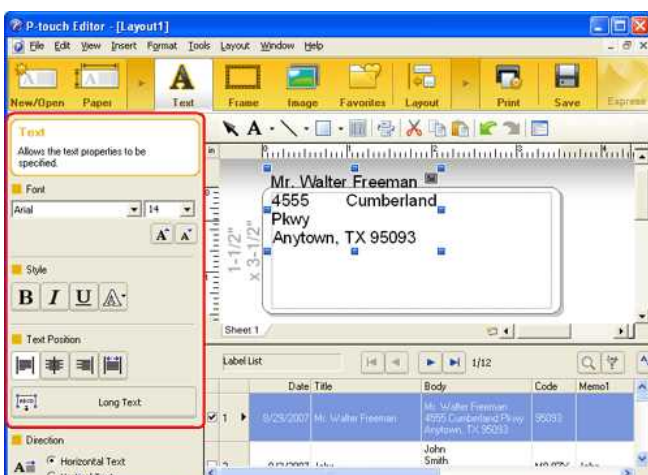 P-touch Editor - [Layout1]
File Edit View Insert Format Tools Layout Window Help
New/Open Paper Text Frame Image Favorites Layout Print Save Express
Text
Allows the text properties to be
specified.
Font
Arial 14
Style
B I U A
Text Position
Long Text
Direction
Horizontal Text
in
1-1/2"
x 3-1/2"
Mr. Walter Freeman
4555 Cumberland
Pkwy
Anytown, TX 95093
Sheet 1
Label List 1/12
Date Title Body Code Memo1
1 8/29/2007 Mr. Walter Freeman Mr. Walter Freeman
4555 Cumberland Pkwy
Anytown, TX 95093 95093
John
Smith